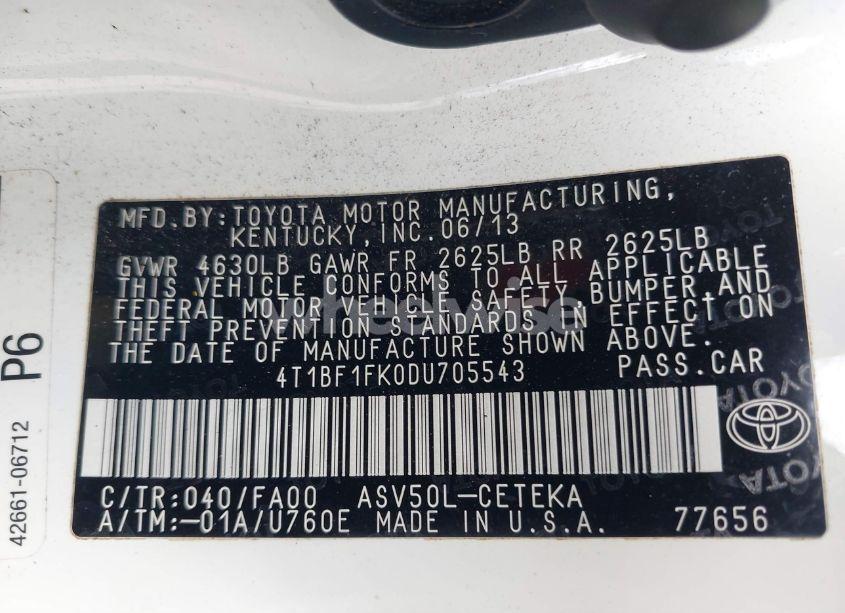 MFD.BY:TOYOTA MOTOR MANUFACTURING,
KENTUCKY,INC.06/13
GVWR 4630LB GAWR FR 2625LB RR 2625LB
THIS VEHICLE CONFORMS TO ALL APPLICABLE
FEDERAL MOTOR VEHICLE SAFETY,BUMPER,AND
THEFT PREVENTION STANDARDS IN EFFECT ON
THE DATE OF MANUFACTURE SHOWN ABOVE.
4T1BF1FK0DU705543 PASS.CAR
C/TR:040/FA00 ASV50L-CETEKA
A/TM:-01A/U760E MADE IN U.S.A. 77656
42661-06712 P6
TOYOTA